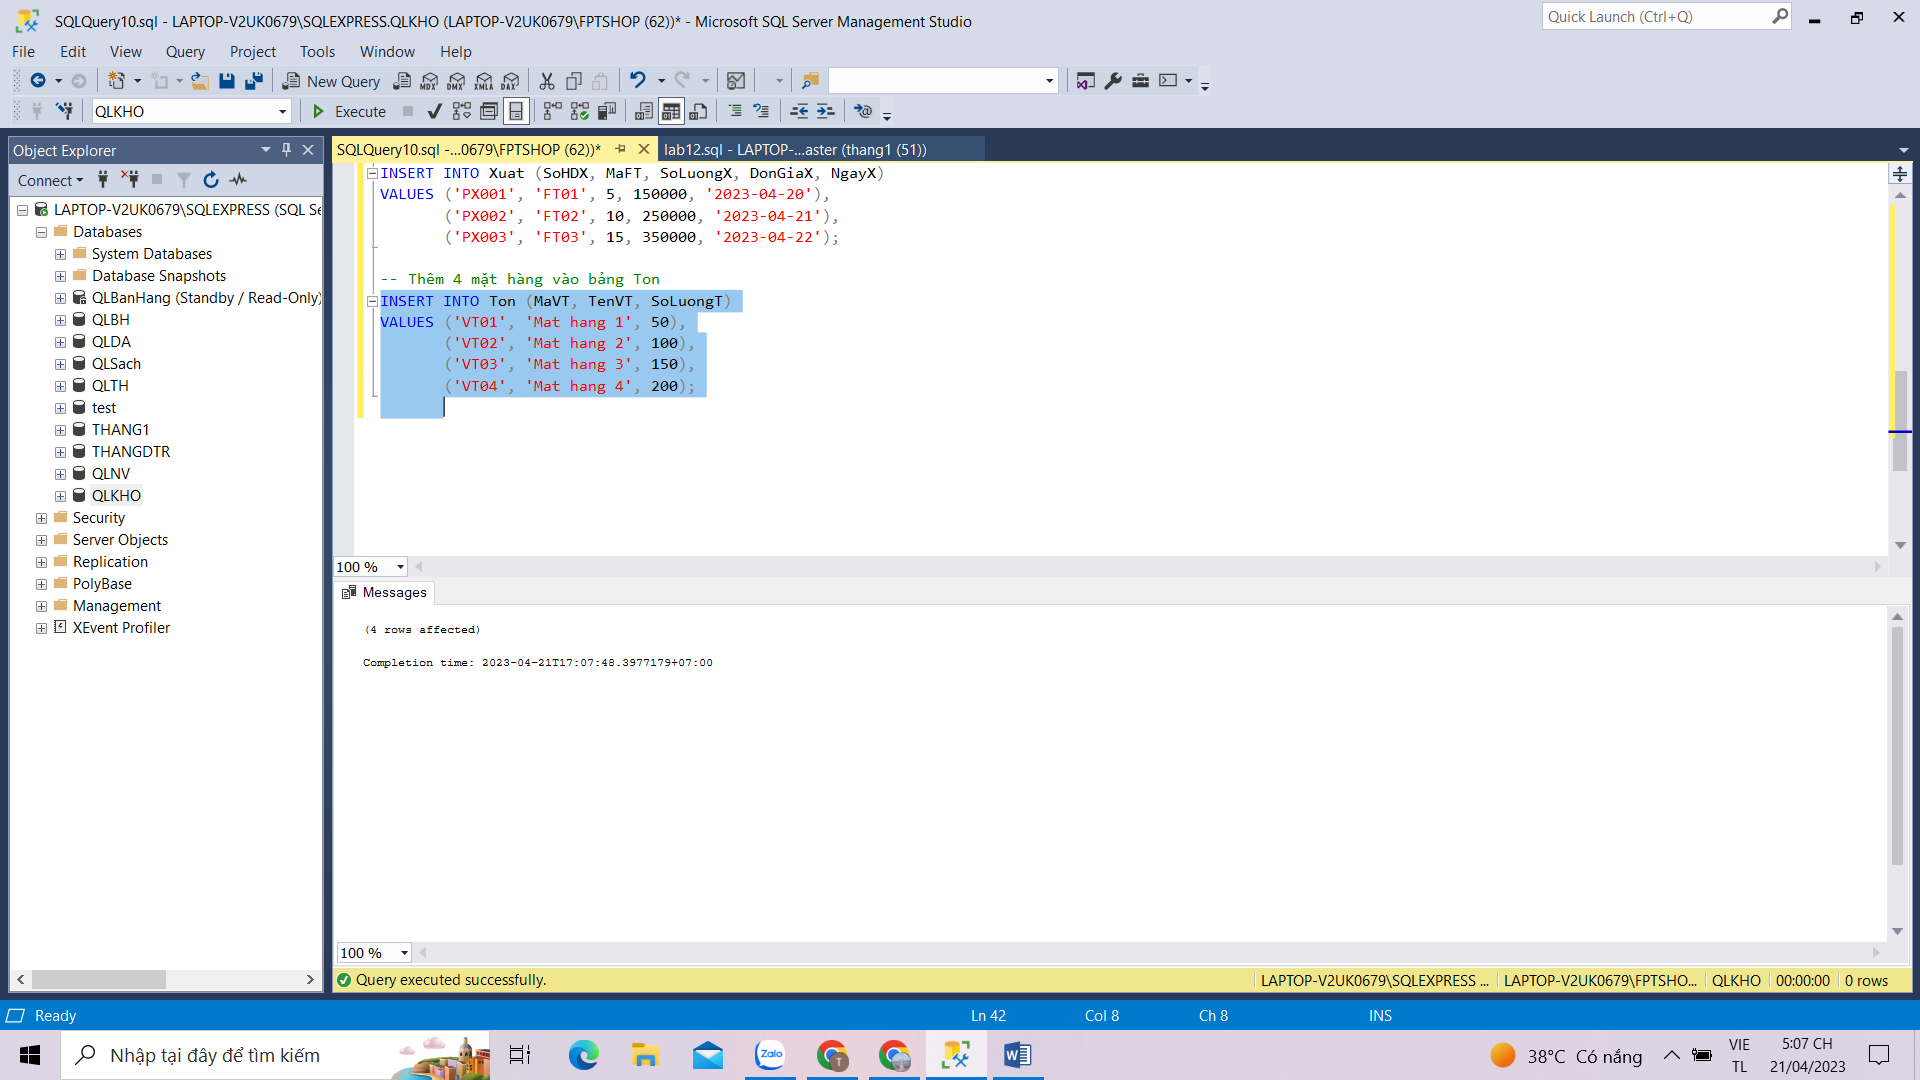 SQLQuery10.sql - LAPTOP-V2UK0679\SQLEXPRESS.QLKHO (LAPTOP-V2UK0679\FPTSHOP (62))* - Microsoft SQL Server Management Studio
Quick Launch (Ctrl+Q)
File Edit View Query Project Tools Window Help
New Query MDX DMX XMLA DAX
QLKHO Execute
Object Explorer
SQLQuery10.sql -...0679\FPTSHOP (62))* lab12.sql - LAPTOP-...aster (thang1 (51))
Connect
LAPTOP-V2UK0679\SQLEXPRESS (SQL Se
Databases
System Databases
Database Snapshots
QLBanHang (Standby / Read-Only)
QLBH
QLDA
QLSach
QLTH
test
THANG1
THANGDTR
QLNV
QLKHO
Security
Server Objects
Replication
PolyBase
Management
XEvent Profiler
INSERT INTO Xuat (SoHDX, MaFT, SoLuongX, DonGiaX, NgayX)
VALUES ('PX001', 'FT01', 5, 150000, '2023-04-20'),
('PX002', 'FT02', 10, 250000, '2023-04-21'),
('PX003', 'FT03', 15, 350000, '2023-04-22');
-- Thêm 4 mặt hàng vào bảng Ton
INSERT INTO Ton (MaVT, TenVT, SoLuongT)
VALUES ('VT01', 'Mat hang 1', 50),
('VT02', 'Mat hang 2', 100),
('VT03', 'Mat hang 3', 150),
('VT04', 'Mat hang 4', 200);
100 %
Messages
(4 rows affected)
Completion time: 2023-04-21T17:07:48.3977179+07:00
100 %
Query executed successfully. LAPTOP-V2UK0679\SQLEXPRESS ... LAPTOP-V2UK0679\FPTSHO... QLKHO 00:00:00 0 rows
Ready Ln 42 Col 8 Ch 8 INS
Nhập tại đây để tìm kiếm
Zalo
T
38°C Có nắng
VIE
TL
5:07 CH
21/04/2023